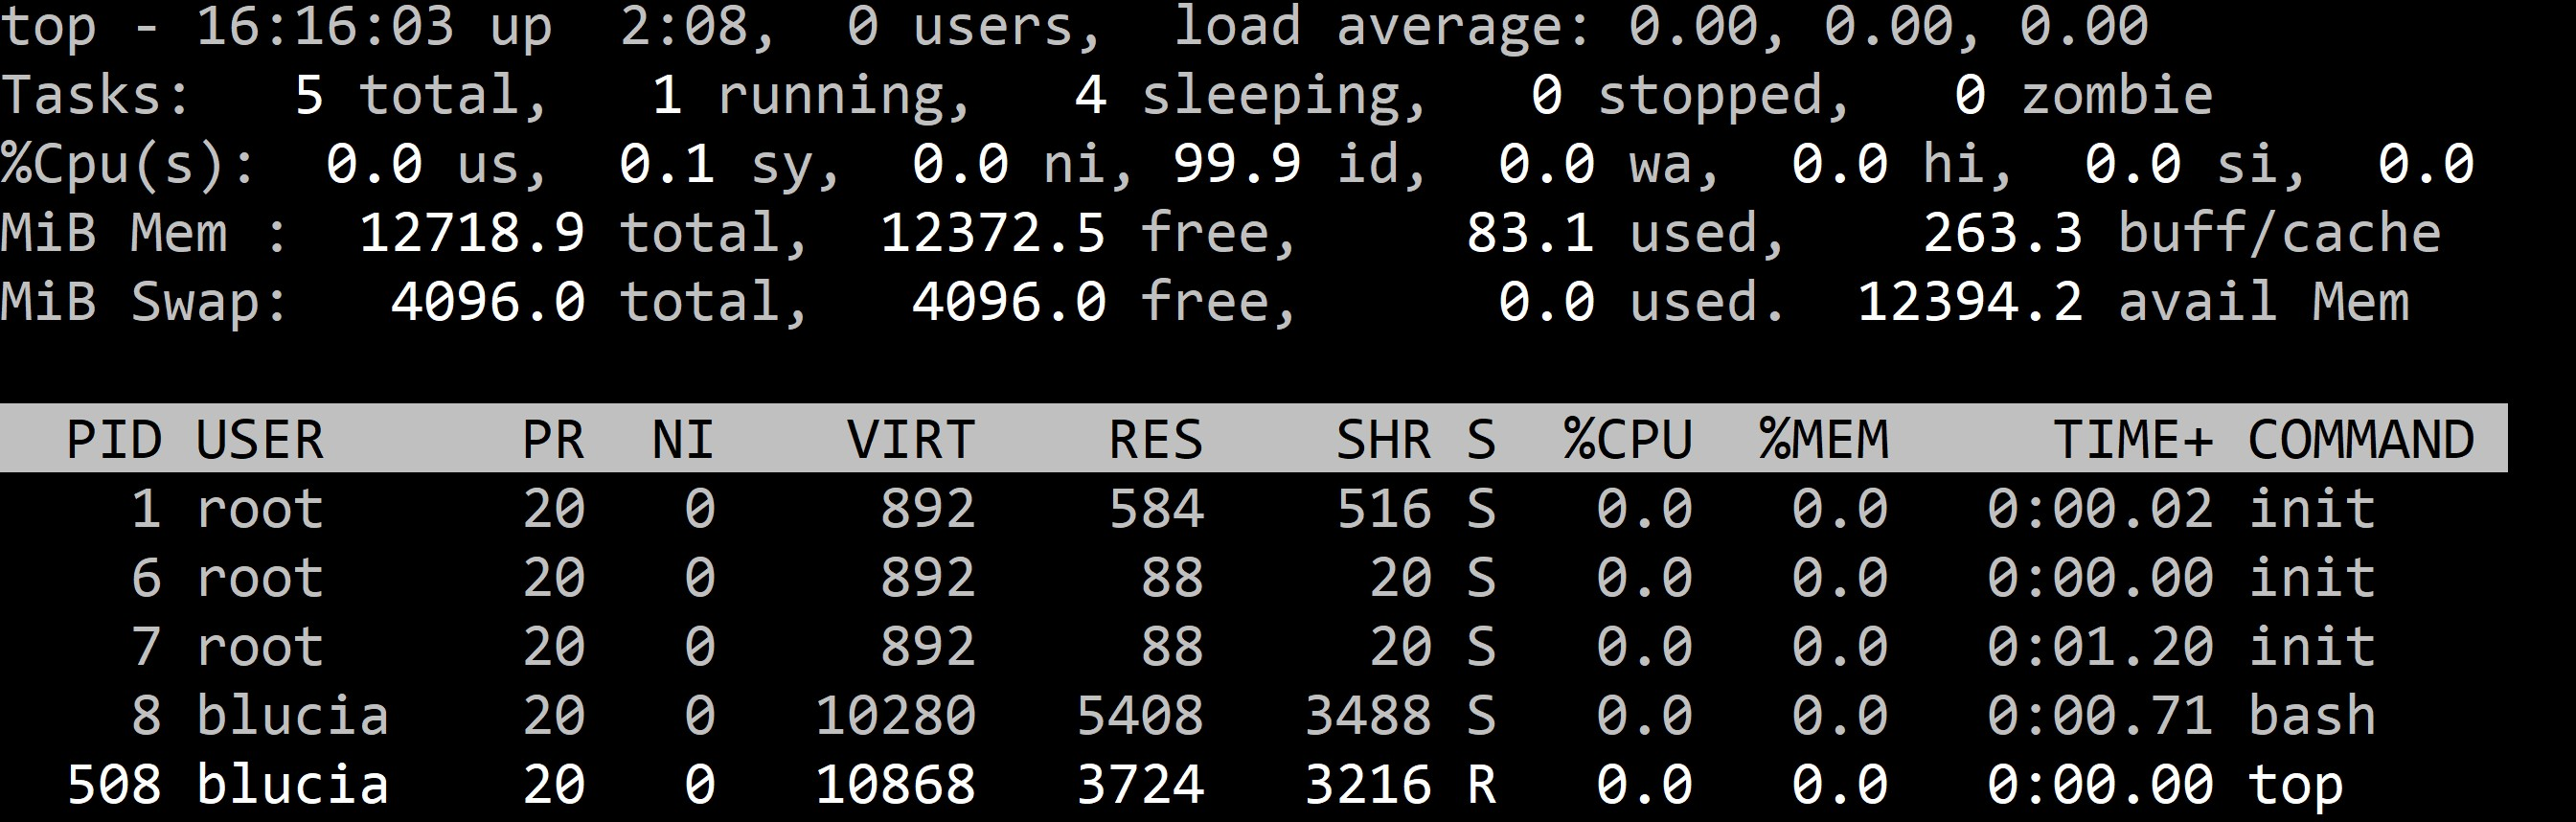 top - 16:16:03 up  2:08,  0 users,  load average: 0.00, 0.00, 0.00
Tasks:   5 total,   1 running,   4 sleeping,   0 stopped,   0 zombie
%Cpu(s):  0.0 us,  0.1 sy,  0.0 ni, 99.9 id,  0.0 wa,  0.0 hi,  0.0 si,  0.0
MiB Mem :  12718.9 total,  12372.5 free,     83.1 used,    263.3 buff/cache
MiB Swap:   4096.0 total,   4096.0 free,      0.0 used.  12394.2 avail Mem
  PID USER      PR  NI    VIRT    RES    SHR S  %CPU  %MEM     TIME+ COMMAND
    1 root      20   0     892    584    516 S   0.0   0.0   0:00.02 init
    6 root      20   0     892     88     20 S   0.0   0.0   0:00.00 init
    7 root      20   0     892     88     20 S   0.0   0.0   0:01.20 init
    8 blucia    20   0   10280   5408   3488 S   0.0   0.0   0:00.71 bash
  508 blucia    20   0   10868   3724   3216 R   0.0   0.0   0:00.00 top